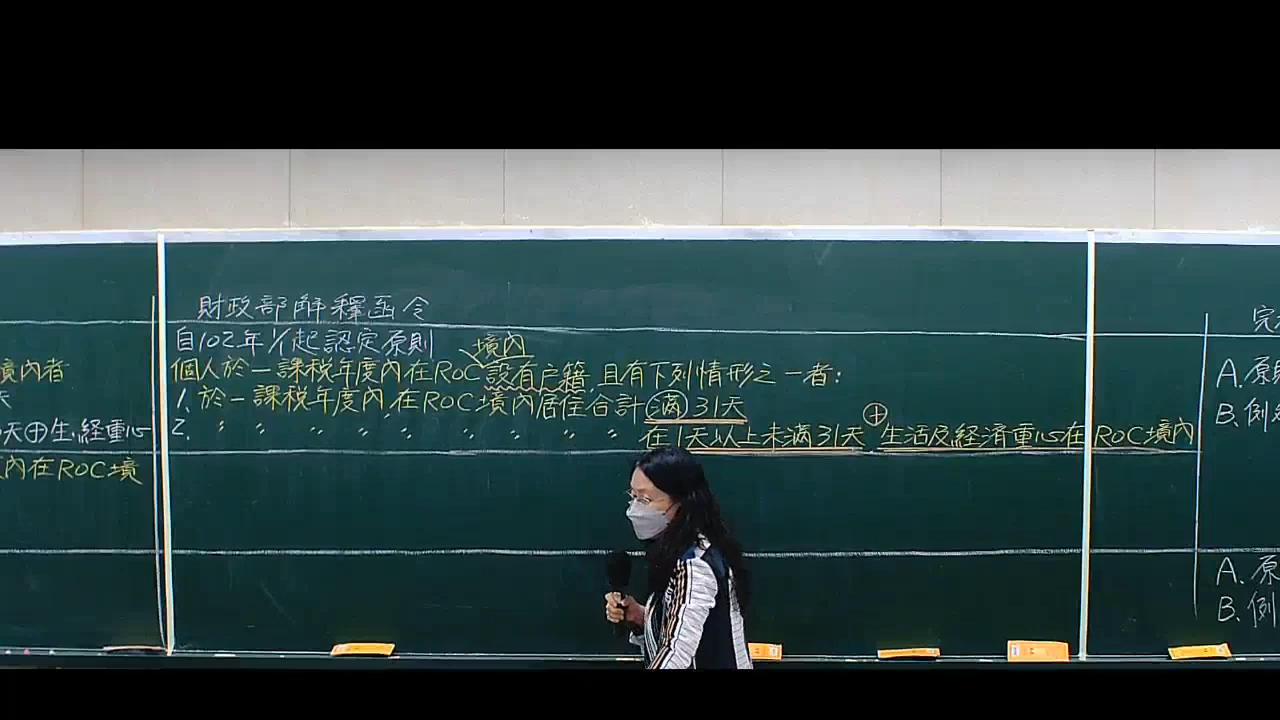 境內者
天
天⊕生.經重心
內在ROC境
財政部解釋函令
自102年1/1起認定原則
境內
個人於一課稅年度內在ROC設有户籍,且有下列情形之一者:
1.於一課稅年度內,在ROC境內居住合計滿31天
2. 〃 〃 〃 〃 〃 〃 〃 〃 〃 在1天以上未滿31天⊕生活及經濟重心在ROC境內
完
A.原則
B.例
A.原
B.例